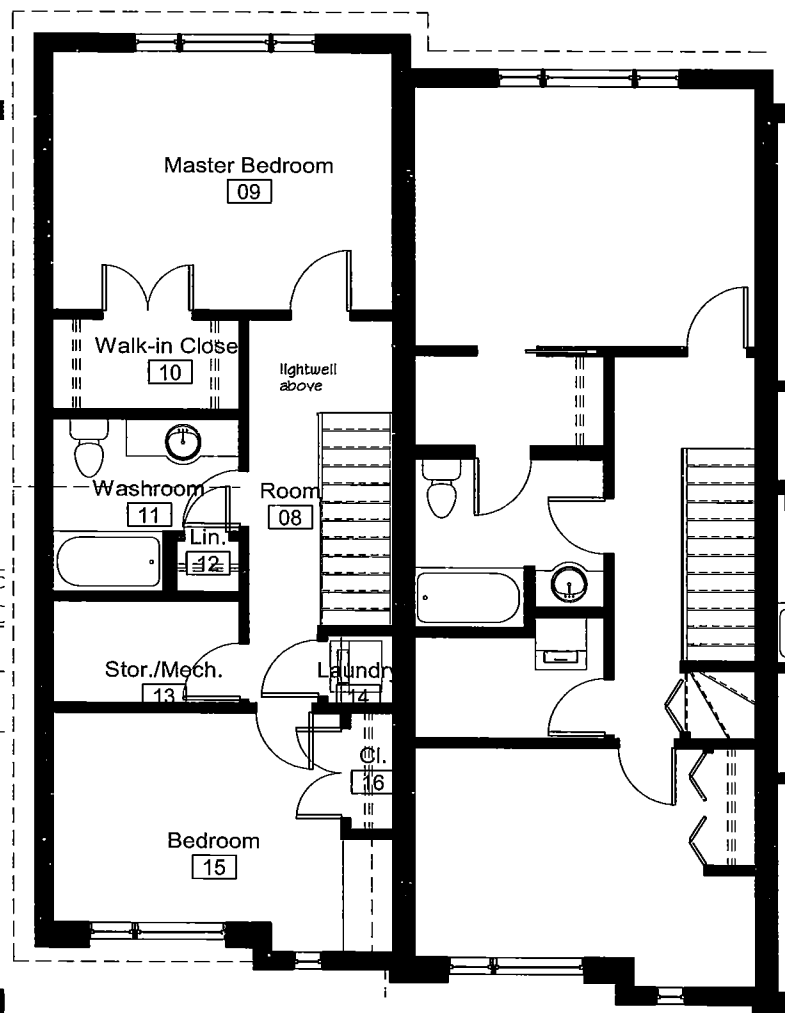 Master Bedroom
09
Walk-in Close
10
lightwell
above
Washroom
11
Room
08
Lin.
12
Stor./Mech.
13
Laundry
14
Cl.
16
Bedroom
15